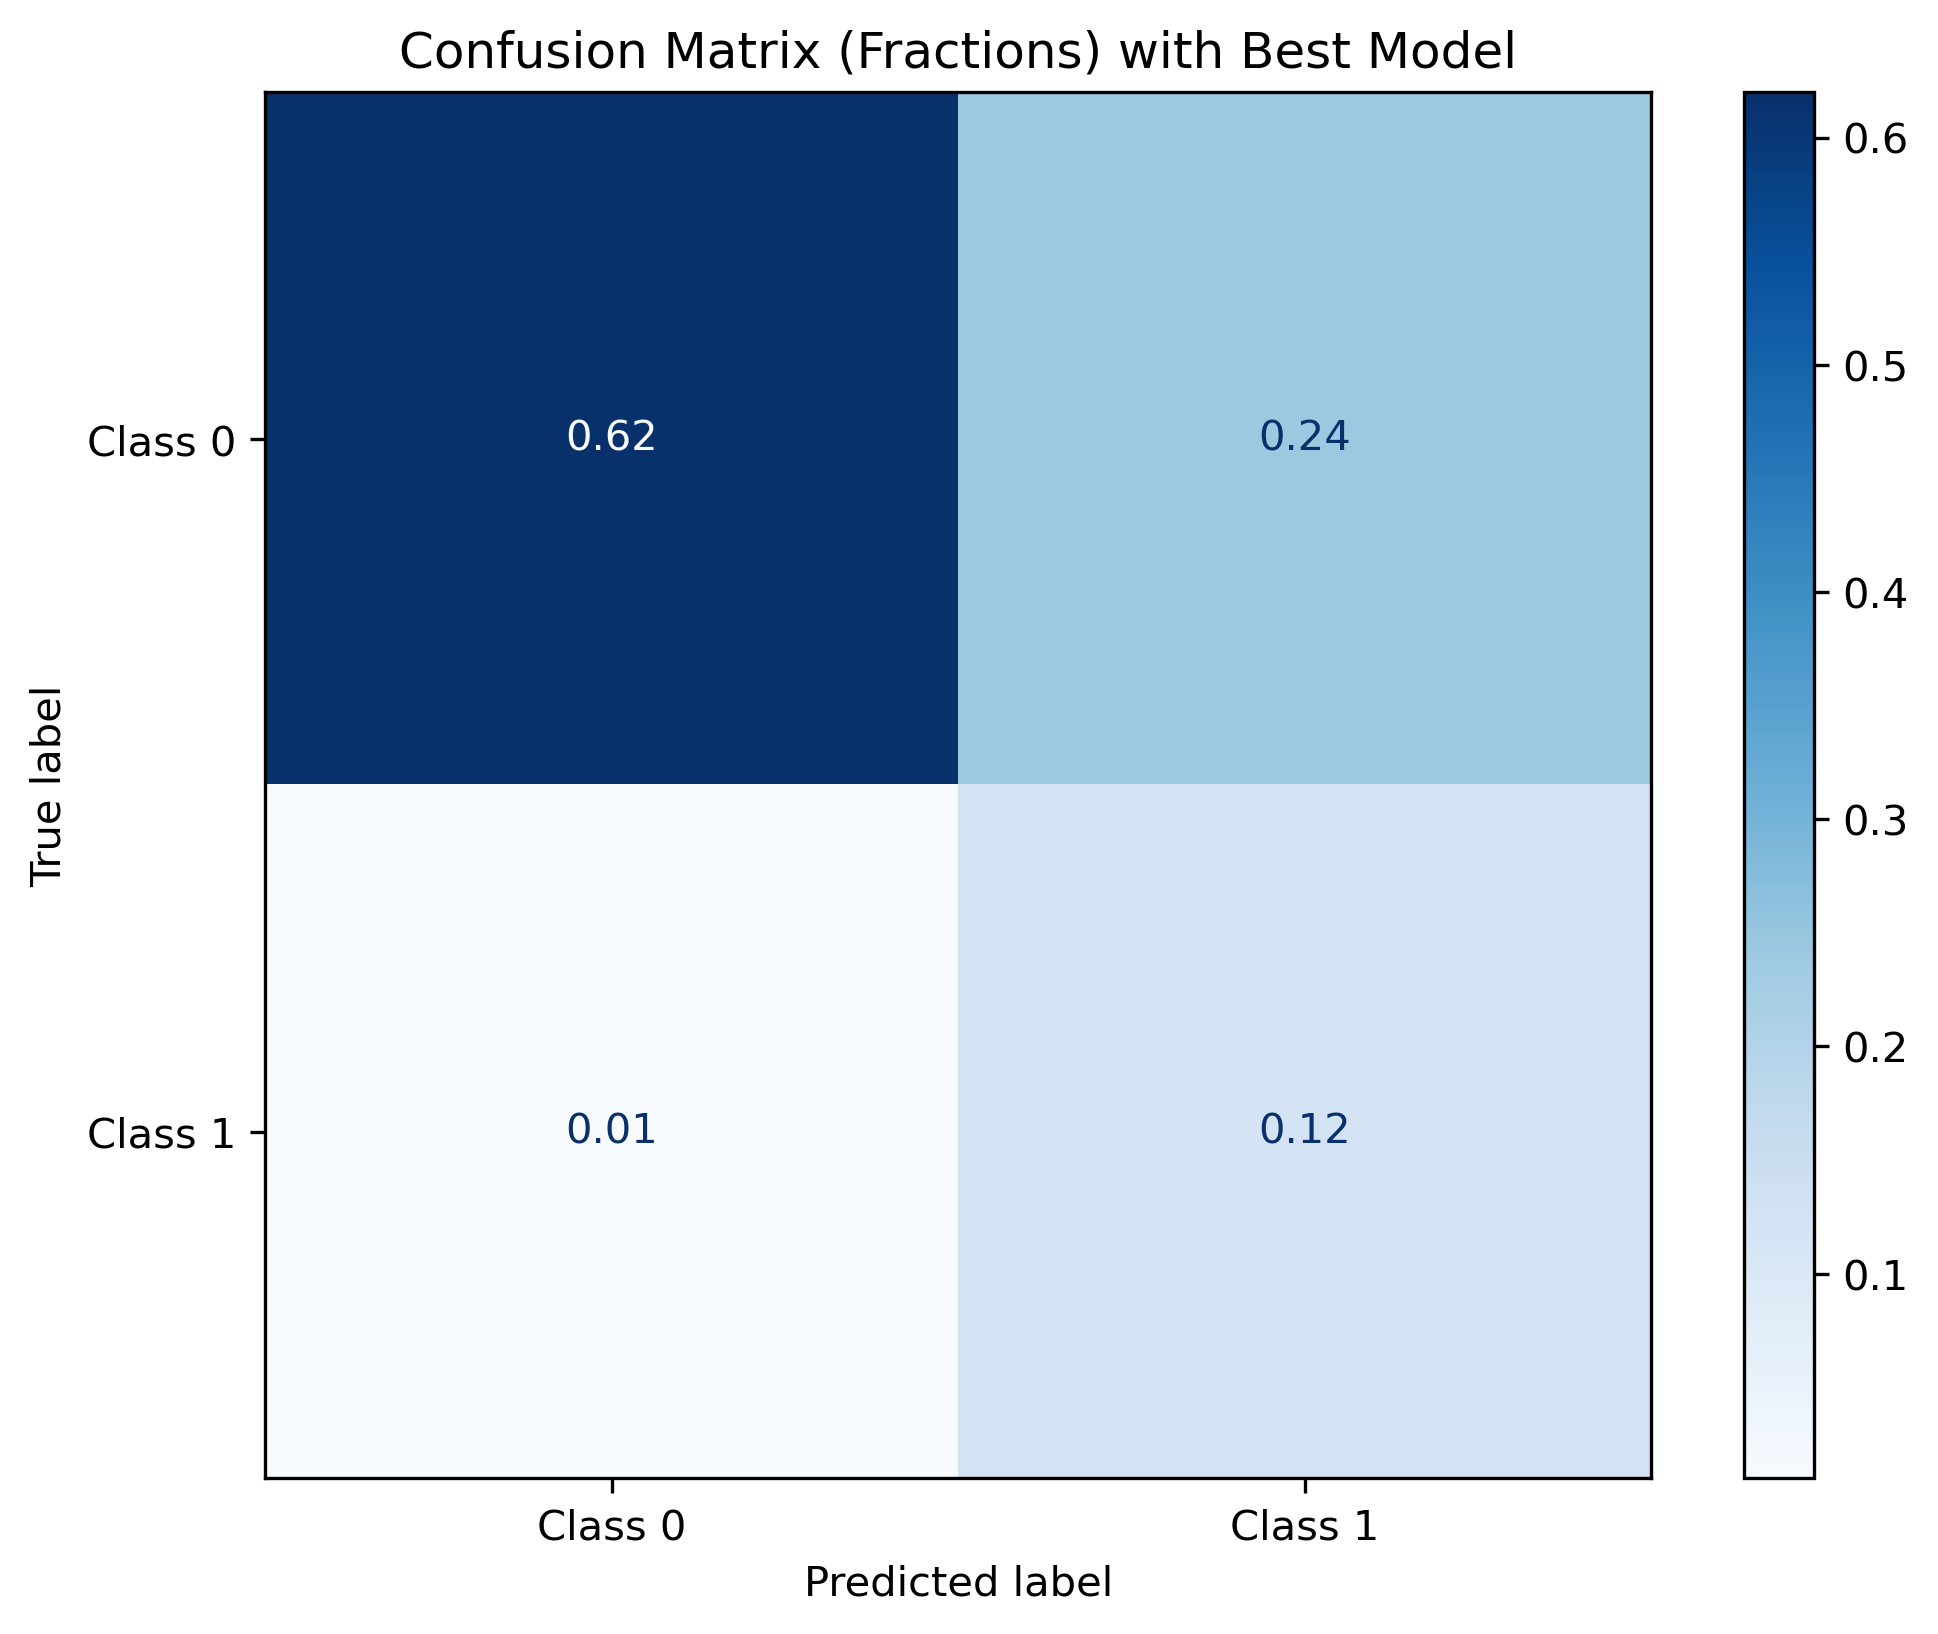 Confusion Matrix (Fractions) with Best Model
True label
Class 0
Class 1
0.62
0.24
0.01
0.12
Class 0
Class 1
Predicted label
0.6
0.5
0.4
0.3
0.2
0.1